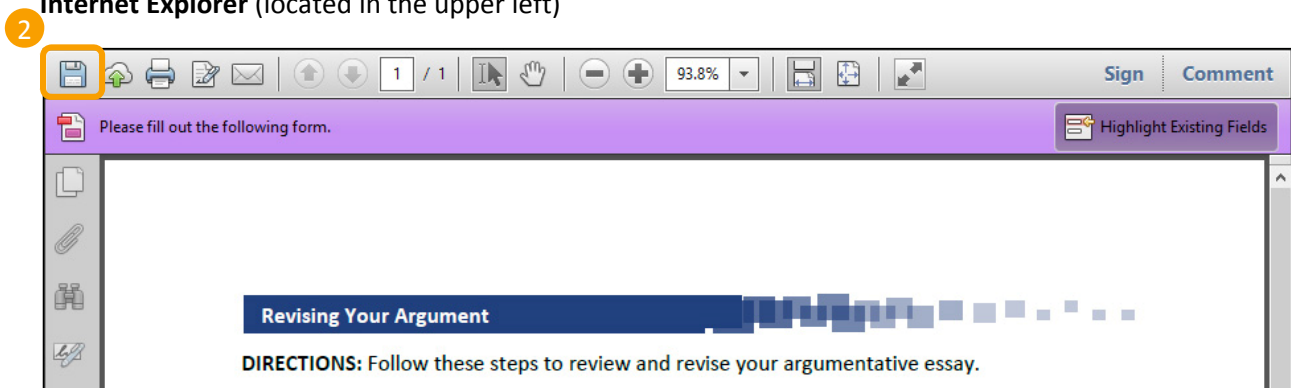 Internet Explorer (located in the upper left)
2
1 / 1 93.8% Sign Comment
Please fill out the following form. Highlight Existing Fields
Revising Your Argument
DIRECTIONS: Follow these steps to review and revise your argumentative essay.